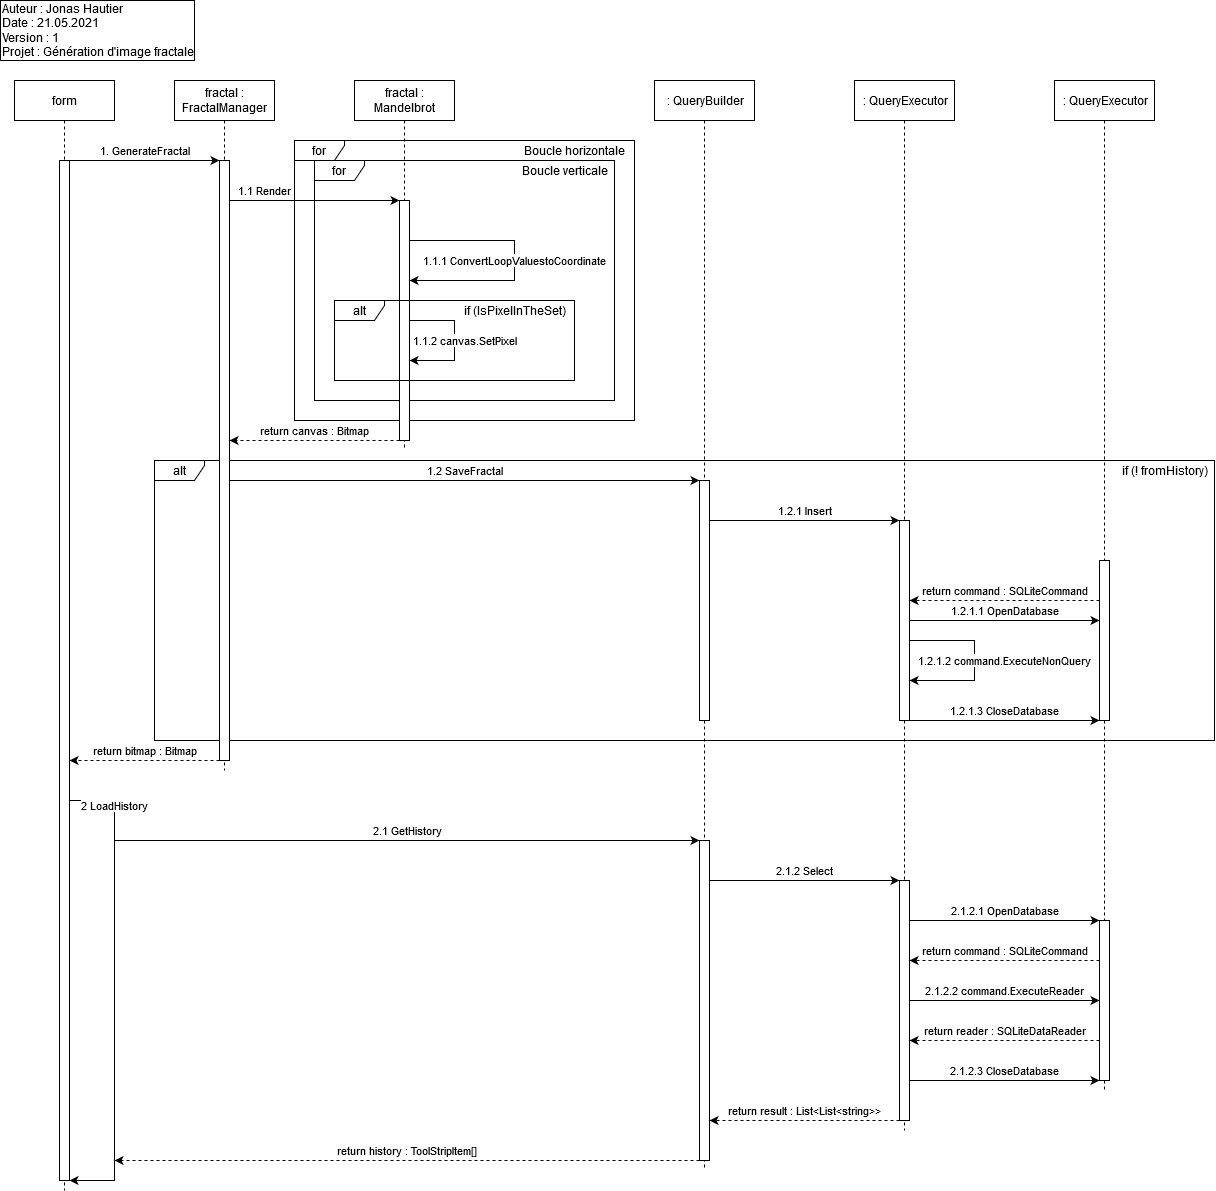 Auteur : Jonas Hautier
Date : 21.05.2021
Version : 1
Projet : Génération d'image fractale
form
fractal :
FractalManager
fractal :
Mandelbrot
: QueryBuilder
: QueryExecutor
: QueryExecutor
1. GenerateFractal
for
Boucle horizontale
for
Boucle verticale
1.1 Render
1.1.1 ConvertLoopValuestoCoordinate
alt
if (IsPixelInTheSet)
1.1.2 canvas.SetPixel
return canvas : Bitmap
alt
1.2 SaveFractal
if (! fromHistory)
1.2.1 Insert
return command : SQLiteCommand
1.2.1.1 OpenDatabase
1.2.1.2 command.ExecuteNonQuery
1.2.1.3 CloseDatabase
return bitmap : Bitmap
2 LoadHistory
2.1 GetHistory
2.1.2 Select
2.1.2.1 OpenDatabase
return command : SQLiteCommand
2.1.2.2 command.ExecuteReader
return reader : SQLiteDataReader
2.1.2.3 CloseDatabase
return result : List<List<string>>
return history : ToolStripItem[]